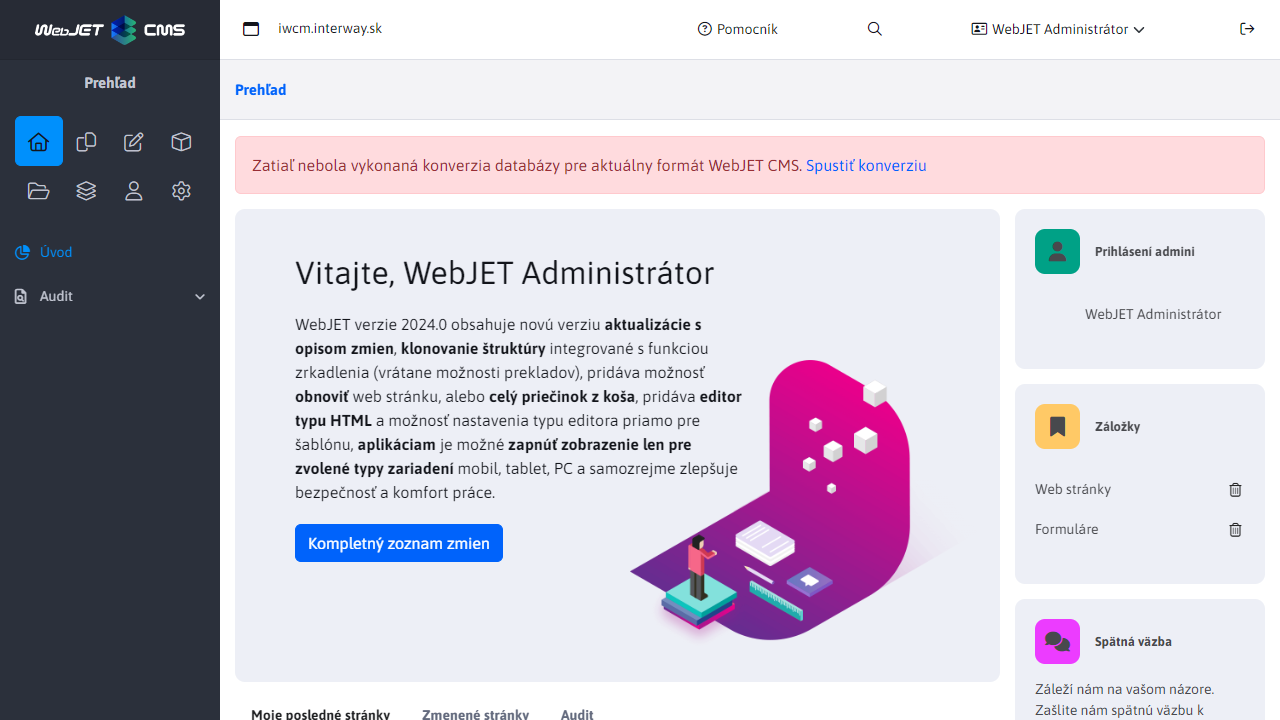 WebJET CMS
iwcm.interway.sk
Pomocník
WebJET Administrátor
Prehľad
Prehľad
Úvod
Audit
Zatiaľ nebola vykonaná konverzia databázy pre aktuálny formát WebJET CMS. Spustiť konverziu
Vitajte, WebJET Administrátor
WebJET verzie 2024.0 obsahuje novú verziu aktualizácie s
opisom zmien, klonovanie štruktúry integrované s funkciou
zrkadlenia (vrátane možnosti prekladov), pridáva možnosť
obnoviť web stránku, alebo celý priečinok z koša, pridáva editor
typu HTML a možnosť nastavenia typu editora priamo pre
šablónu, aplikáciam je možné zapnúť zobrazenie len pre
zvolené typy zariadení mobil, tablet, PC a samozrejme zlepšuje
bezpečnosť a komfort práce.
Kompletný zoznam zmien
Prihlásení admini
WebJET Administrátor
Záložky
Web stránky
Formuláre
Spätná väzba
Záleží nám na vašom názore.
Zašlite nám spätnú väzbu k
Moje posledné stránky
Zmenené stránky
Audit